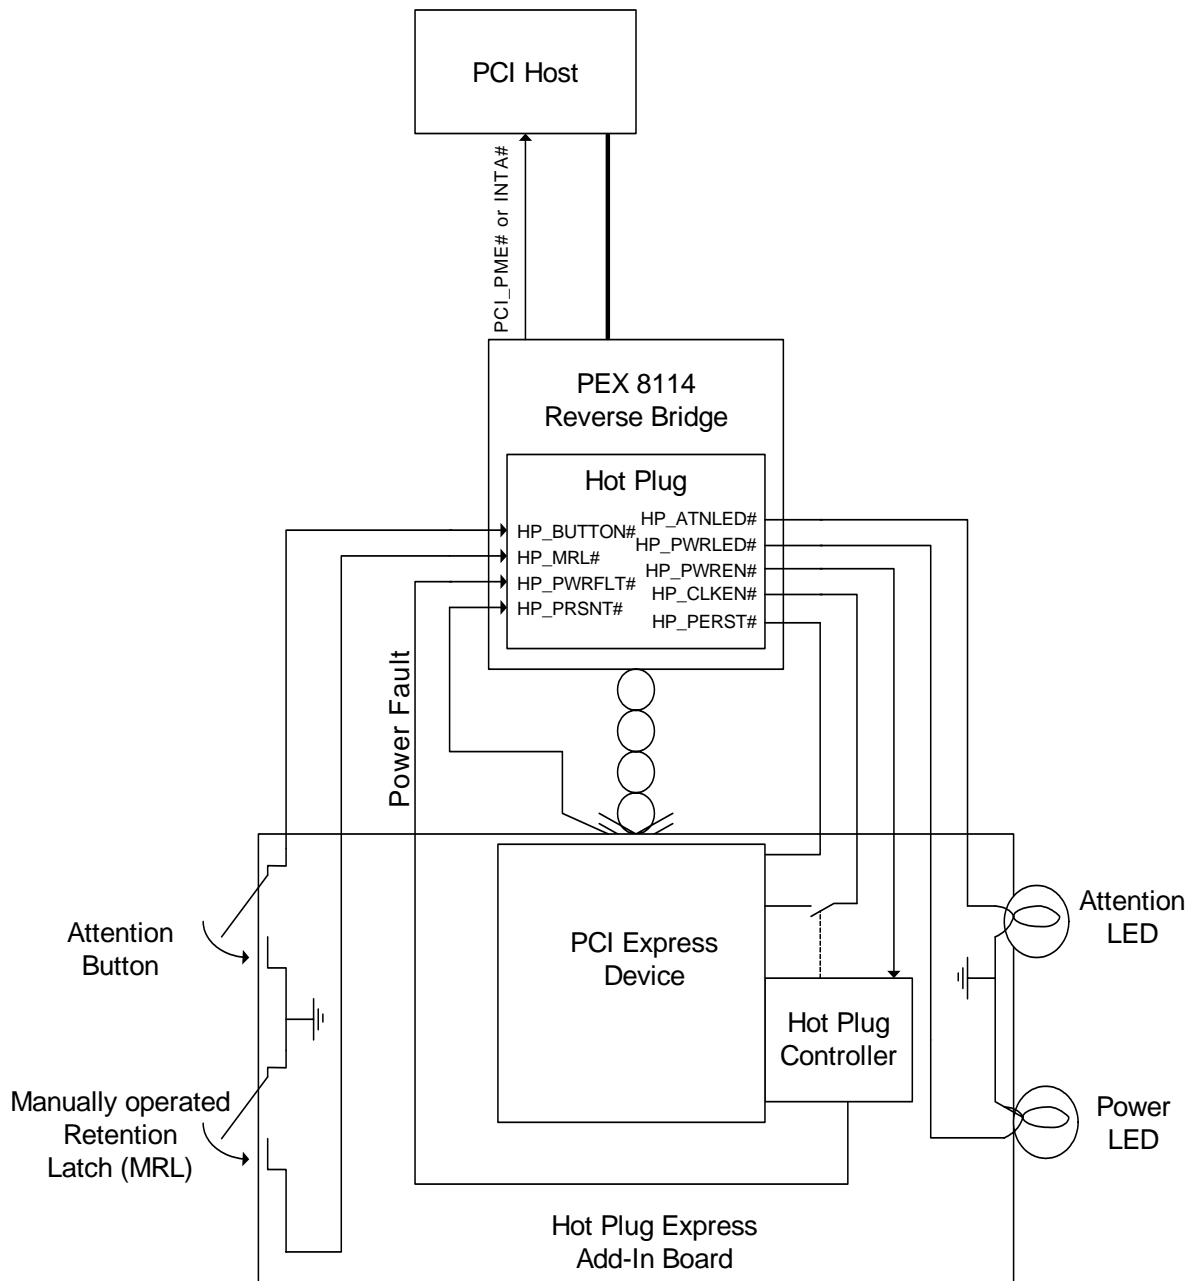 PCI Host
PCI_PME# or INTA#
PEX 8114
Reverse Bridge
Hot Plug
HP_BUTTON#
HP_MRL#
HP_PWRFLT#
HP_PRSNT#
HP_ATNLED#
HP_PWRLED#
HP_PWREN#
HP_CLKEN#
HP_PERST#
Power Fault
Attention
Button
PCI Express
Device
Attention
LED
Hot Plug
Controller
Manually operated
Retention
Latch (MRL)
Power
LED
Hot Plug Express
Add-In Board